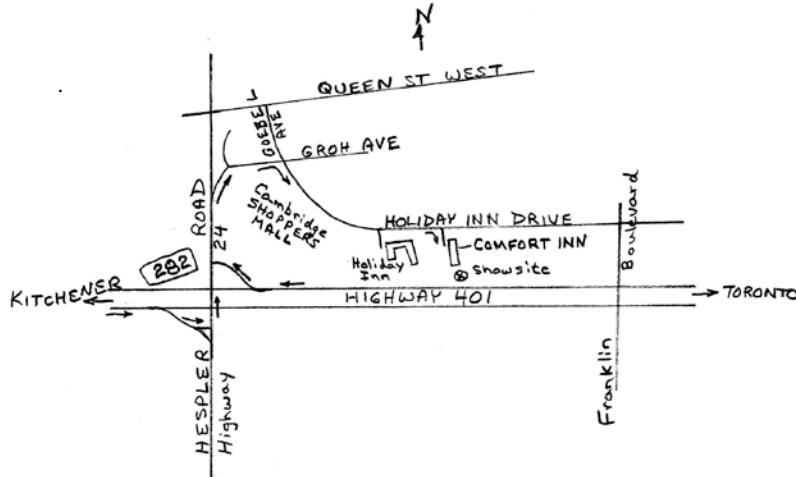 N
QUEEN ST WEST
GOEBEL
AVE
GROH AVE
Cambridge
SHOPPERS
MALL
HOLIDAY INN DRIVE
ROAD
24
COMFORT INN
Holiday
Inn
Showsite
Boulevard
282
KITCHENER
HIGHWAY 401
TORONTO
HESPLER
Highway
Franklin